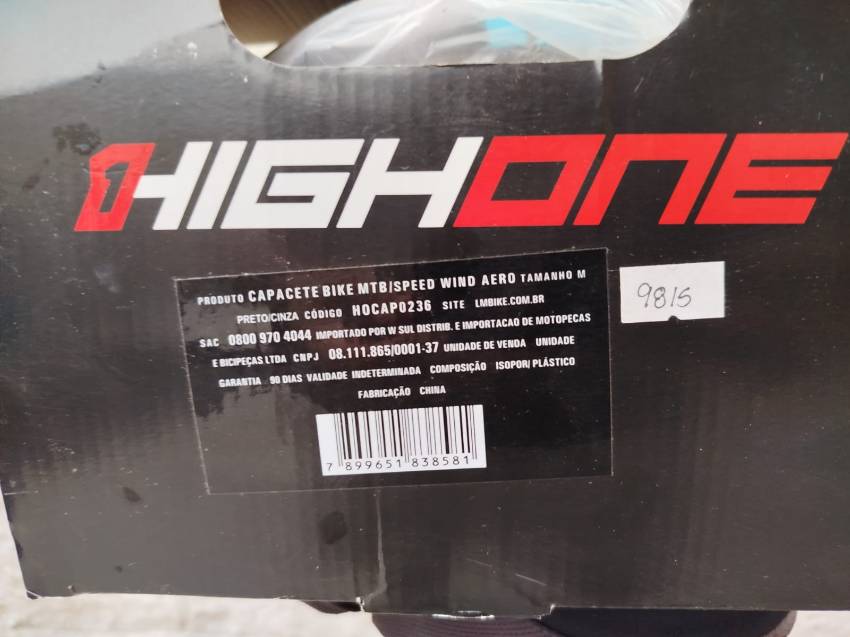 1HIGHONE
PRODUTO CAPACETE BIKE MTB/SPEED WIND AERO TAMANHO M
PRETO/CINZA CÓDIGO HOCAP0236 SITE LMBIKE.COM.BR
SAC 0800 970 4044 IMPORTADO POR W SUL DISTRIB. E IMPORTACAO DE MOTOPECAS
E BICIPEÇAS LTDA CNPJ 08.111.865/0001-37 UNIDADE DE VENDA UNIDADE
GARANTIA 90 DIAS VALIDADE INDETERMINADA COMPOSIÇÃO ISOPOR/PLÁSTICO
FABRICAÇÃO CHINA
7 899651 838581
9815